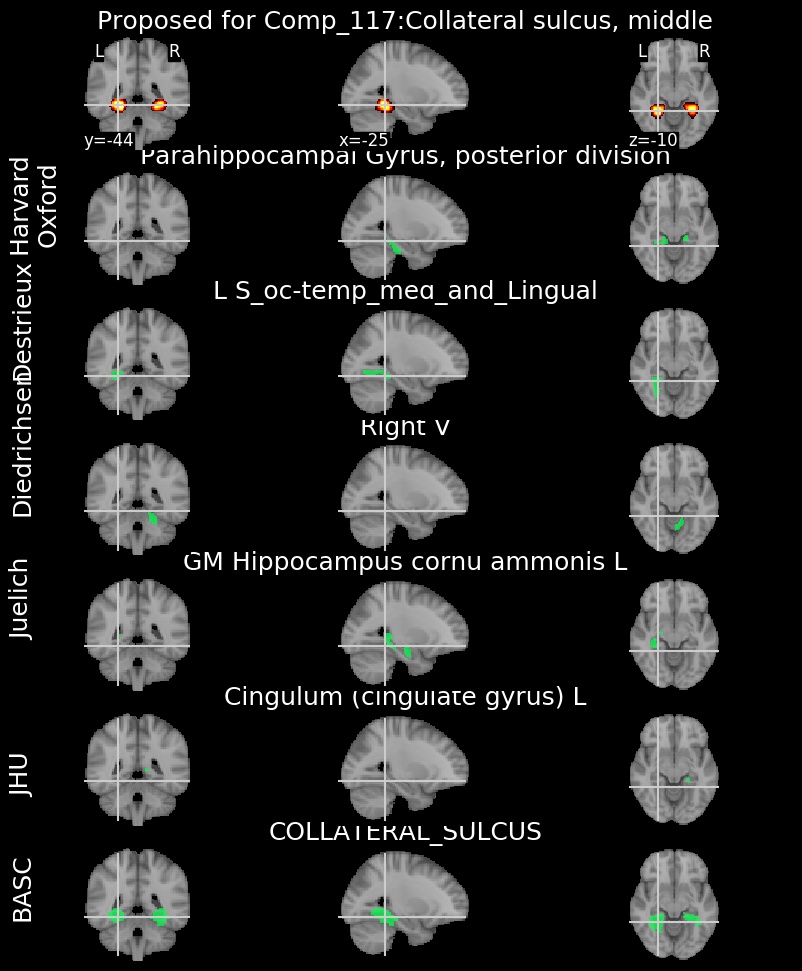 Proposed for Comp_117:Collateral sulcus, middle
L R L R
y=-44 x=-25 z=-10
Parahippocampal Gyrus, posterior division
Harvard
Oxford
L S_oc-temp_med_and_Lingual
Destrieux
Right V
Diedrichsen
GM Hippocampus cornu ammonis L
Juelich
Cingulum (cingulate gyrus) L
JHU
COLLATERAL_SULCUS
BASC